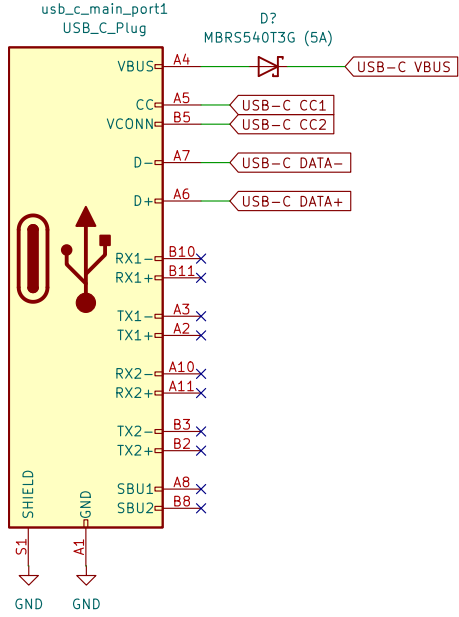 usb_c_main_port1
USB_C_Plug
D?
MBRS540T3G (5A)
VBUS A4 USB-C VBUS
CC A5 USB-C CC1
VCONN B5 USB-C CC2
D- A7 USB-C DATA-
D+ A6 USB-C DATA+
RX1- B10
RX1+ B11
TX1- A3
TX1+ A2
RX2- A10
RX2+ A11
TX2- B3
TX2+ B2
SBU1 A8
SBU2 B8
SHIELD GND
S1 A1
GND GND